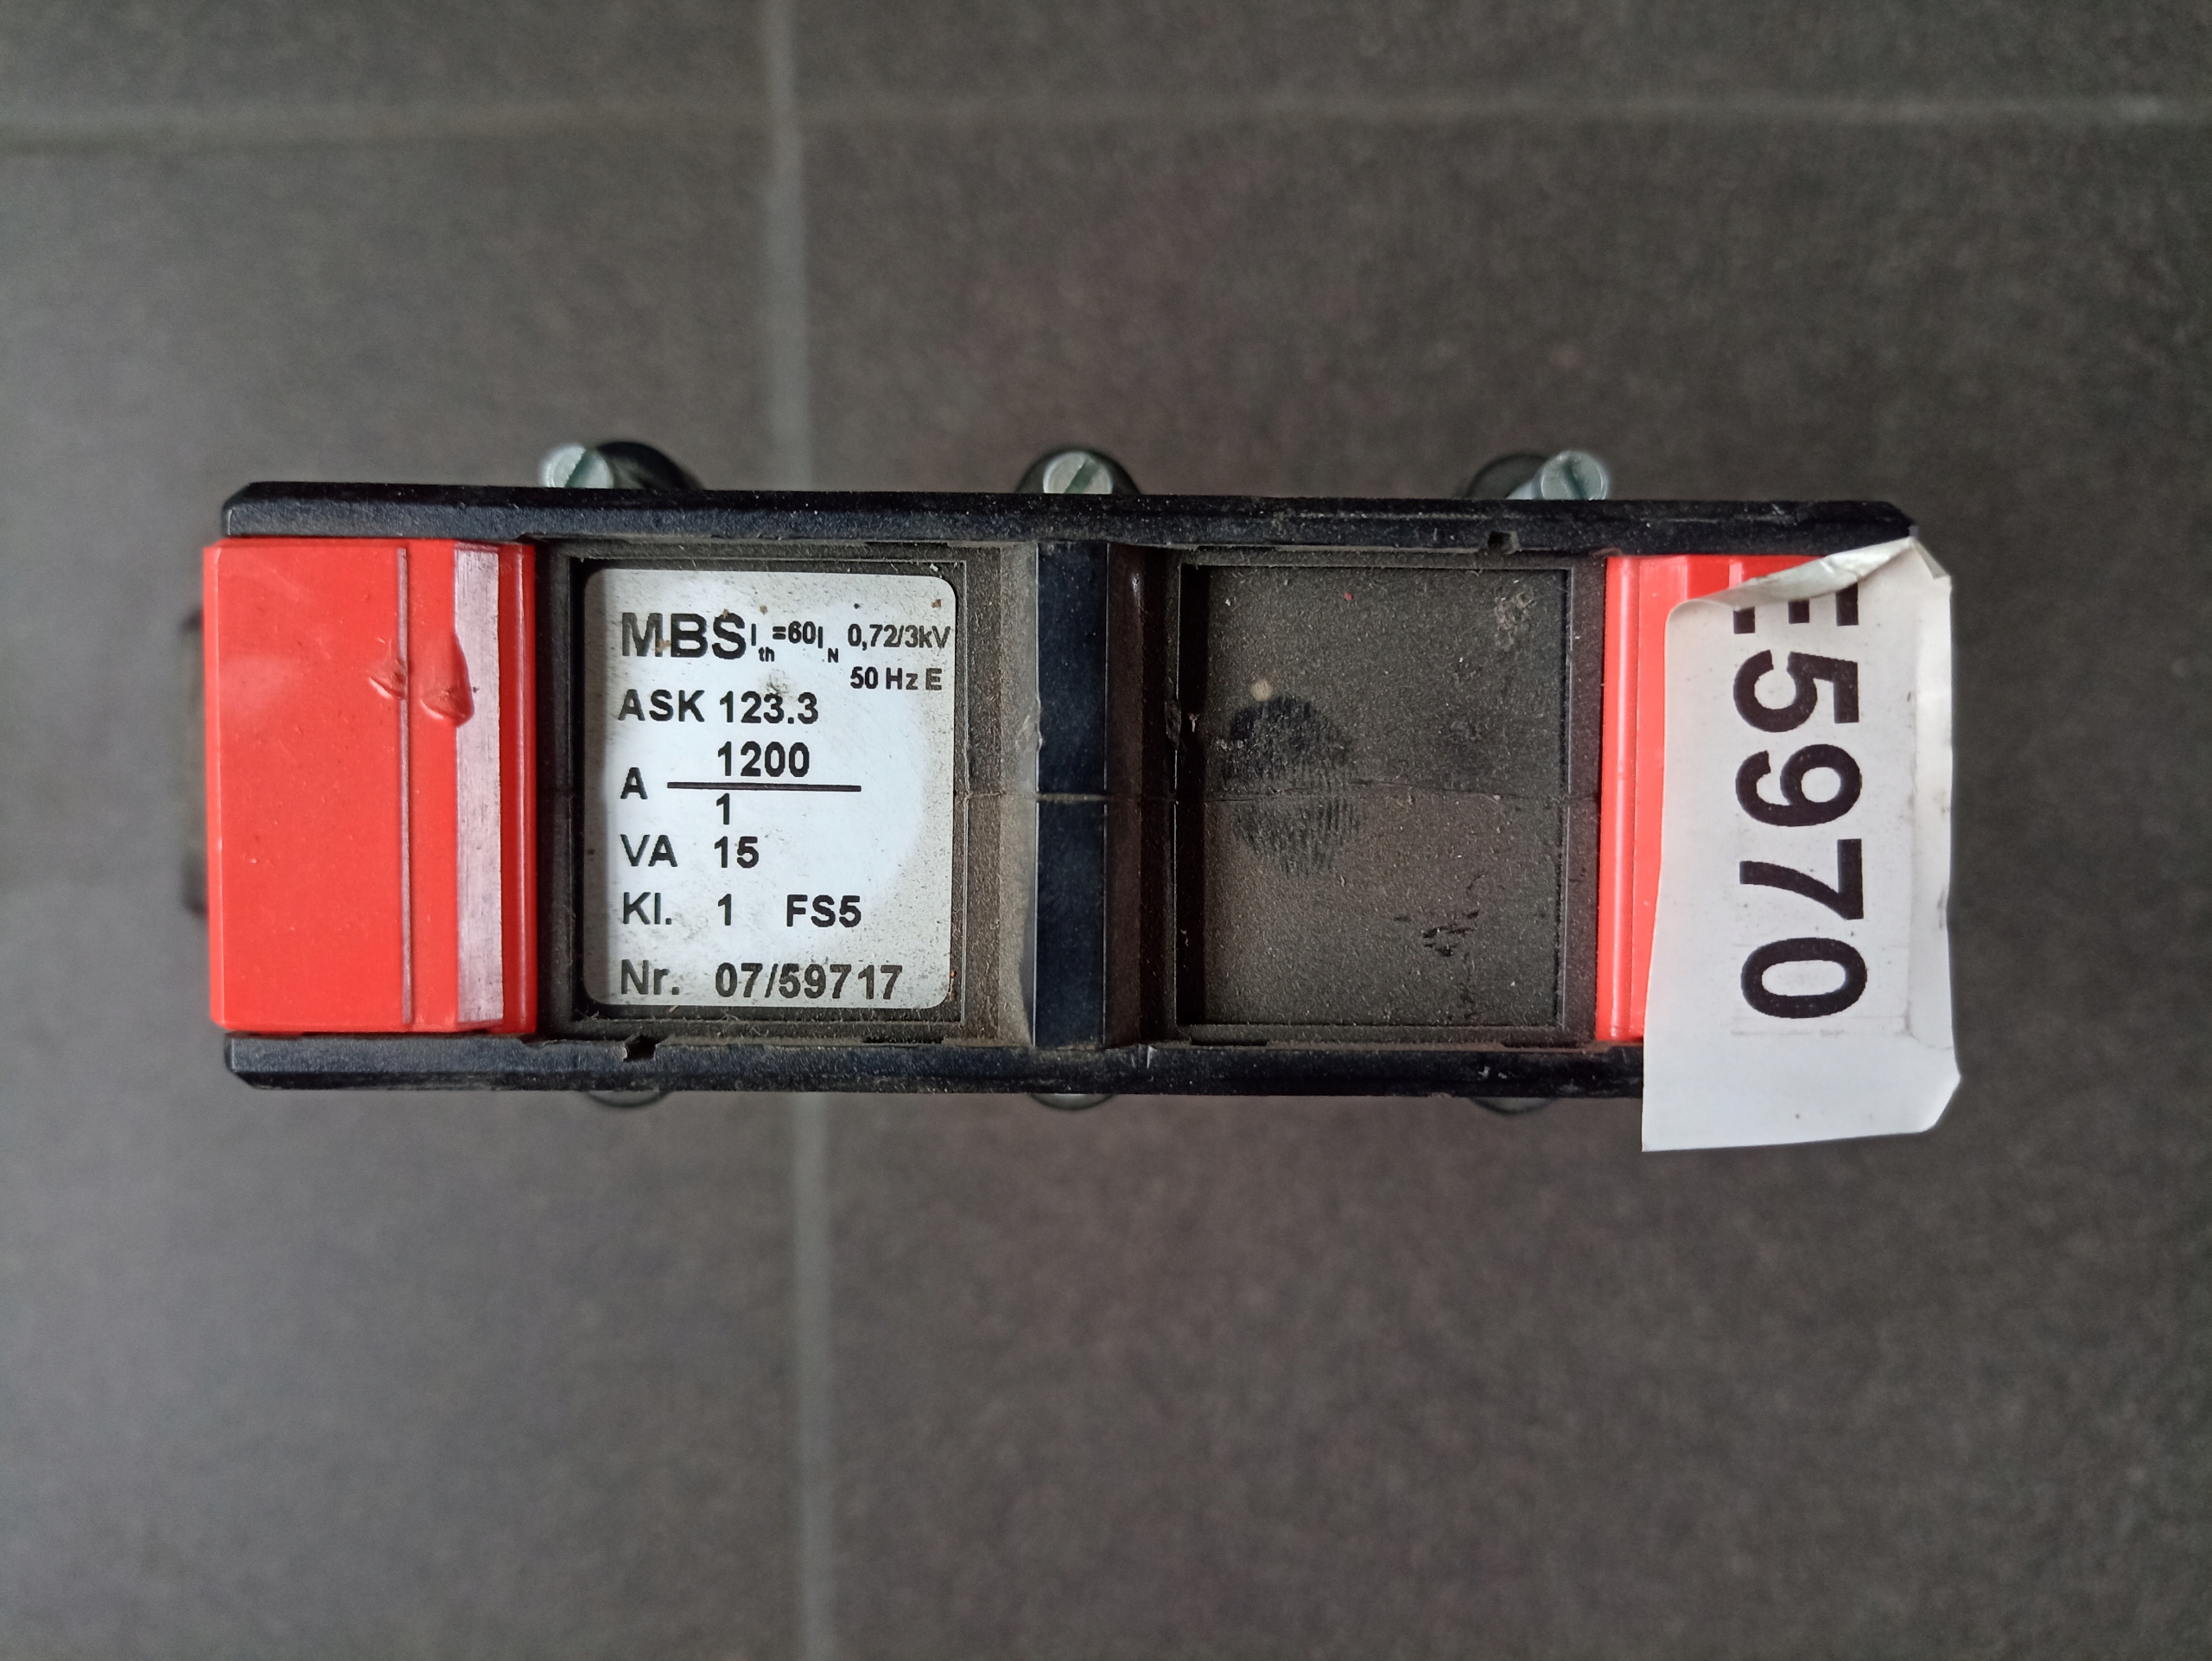 MBS Ith=60IN 0,72/3kV
50 Hz E
ASK 123.3
1200
A
1
VA 15
Kl. 1 FS5
Nr. 07/59717
E5970